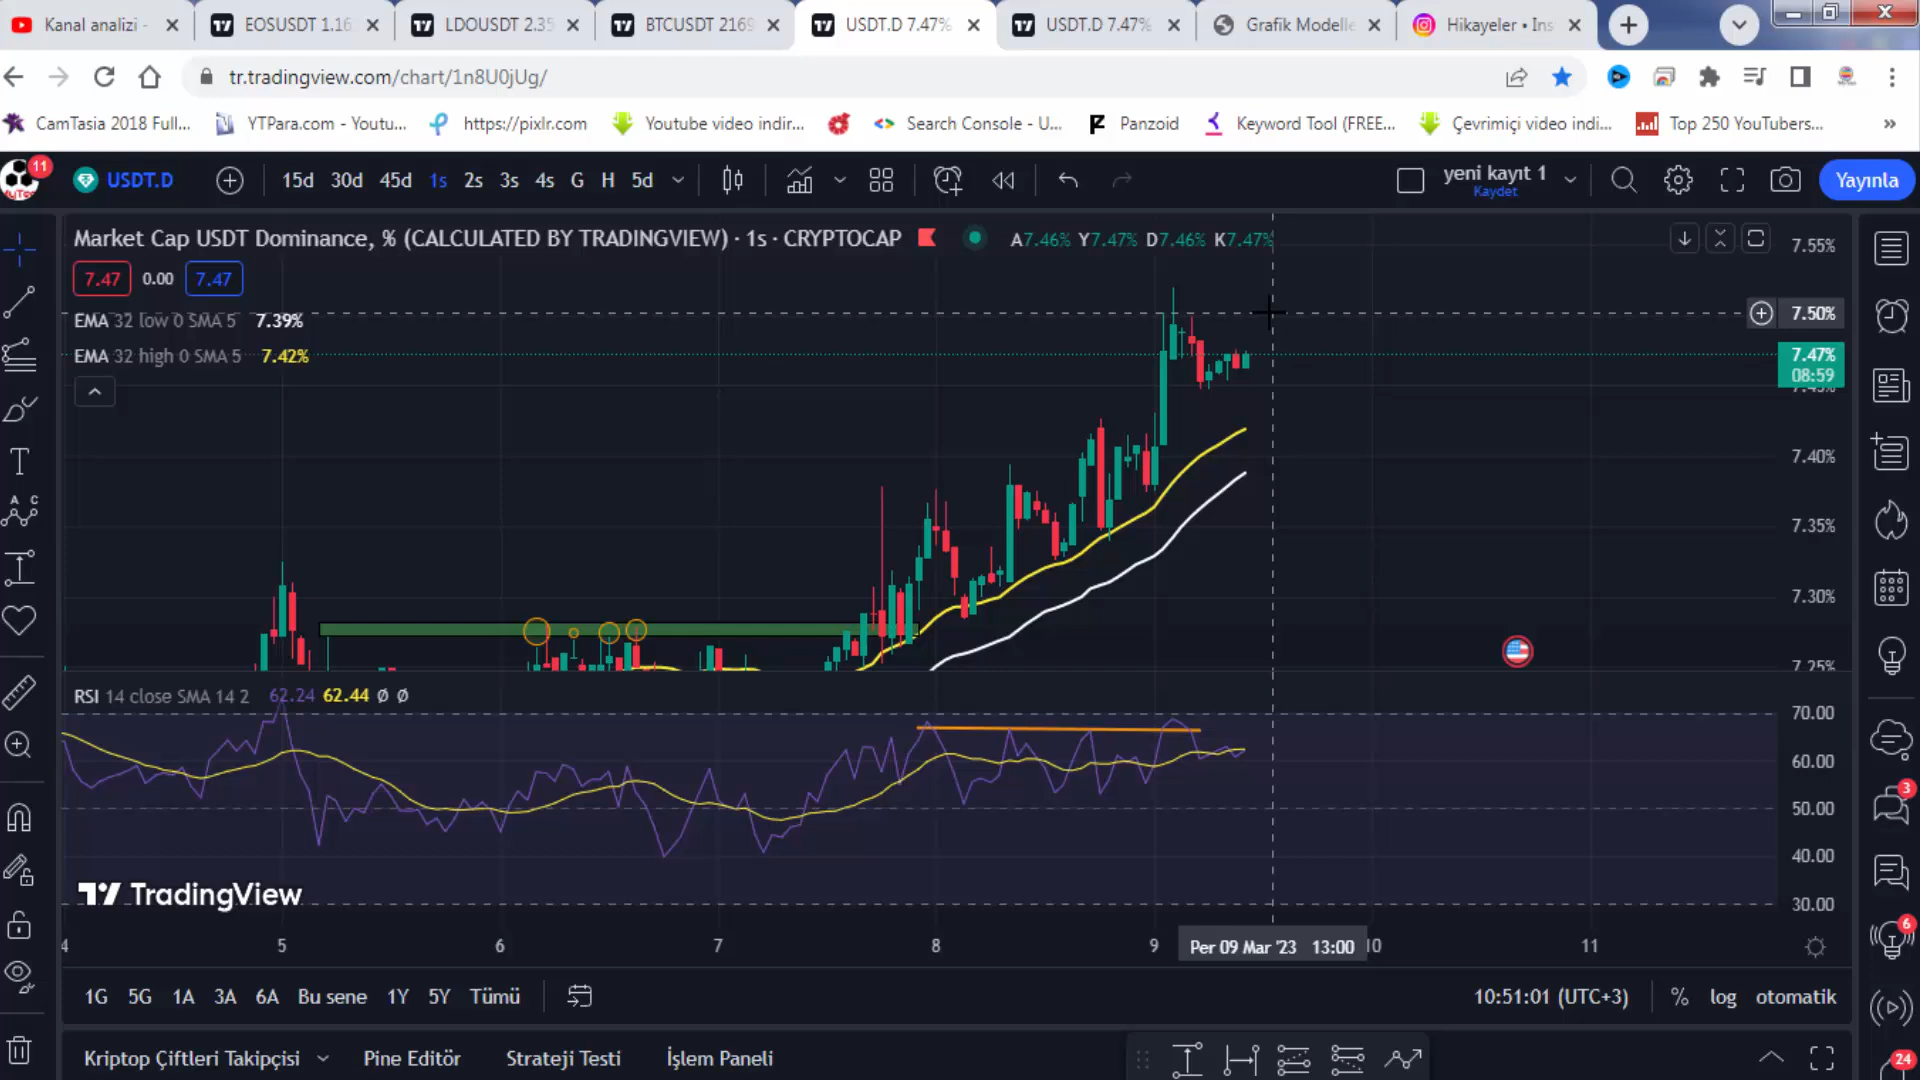 Kanal analizi -
EOSUSDT 1.16
LDOUSDT 2.35
BTCUSDT 2169
USDT.D 7.47%
USDT.D 7.47%
Grafik Modelle
Hikayeler • Ins
tr.tradingview.com/chart/1n8U0jUg/
CamTasia 2018 Full...
YTPara.com - Youtu...
https://pixlr.com
Youtube video indir...
Search Console - U...
Panzoid
Keyword Tool (FREE...
Çevrimiçi video indi...
Top 250 YouTubers...
»
11
USDT.D
15d 30d 45d 1s 2s 3s 4s G H 5d
yeni kayıt 1
Kaydet
Yayınla
Market Cap USDT Dominance, % (CALCULATED BY TRADINGVIEW) · 1s · CRYPTOCAP
A7.46% Y7.47% D7.46% K7.47%
7.47 0.00 7.47
EMA 32 low 0 SMA 5 7.39%
EMA 32 high 0 SMA 5 7.42%
7.55%
7.50%
7.47%
08:59
7.40%
7.35%
7.30%
7.25%
RSI 14 close SMA 14 2 62.24 62.44 Ø Ø
70.00
60.00
50.00
40.00
30.00
TradingView
4 5 6 7 8 9 Per 09 Mar '23 13:00 10 11
1G 5G 1A 3A 6A Bu sene 1Y 5Y Tümü
10:51:01 (UTC+3) % log otomatik
Kriptop Çiftleri Takipçisi Pine Editör Strateji Testi İşlem Paneli
A C
T
3
6
24